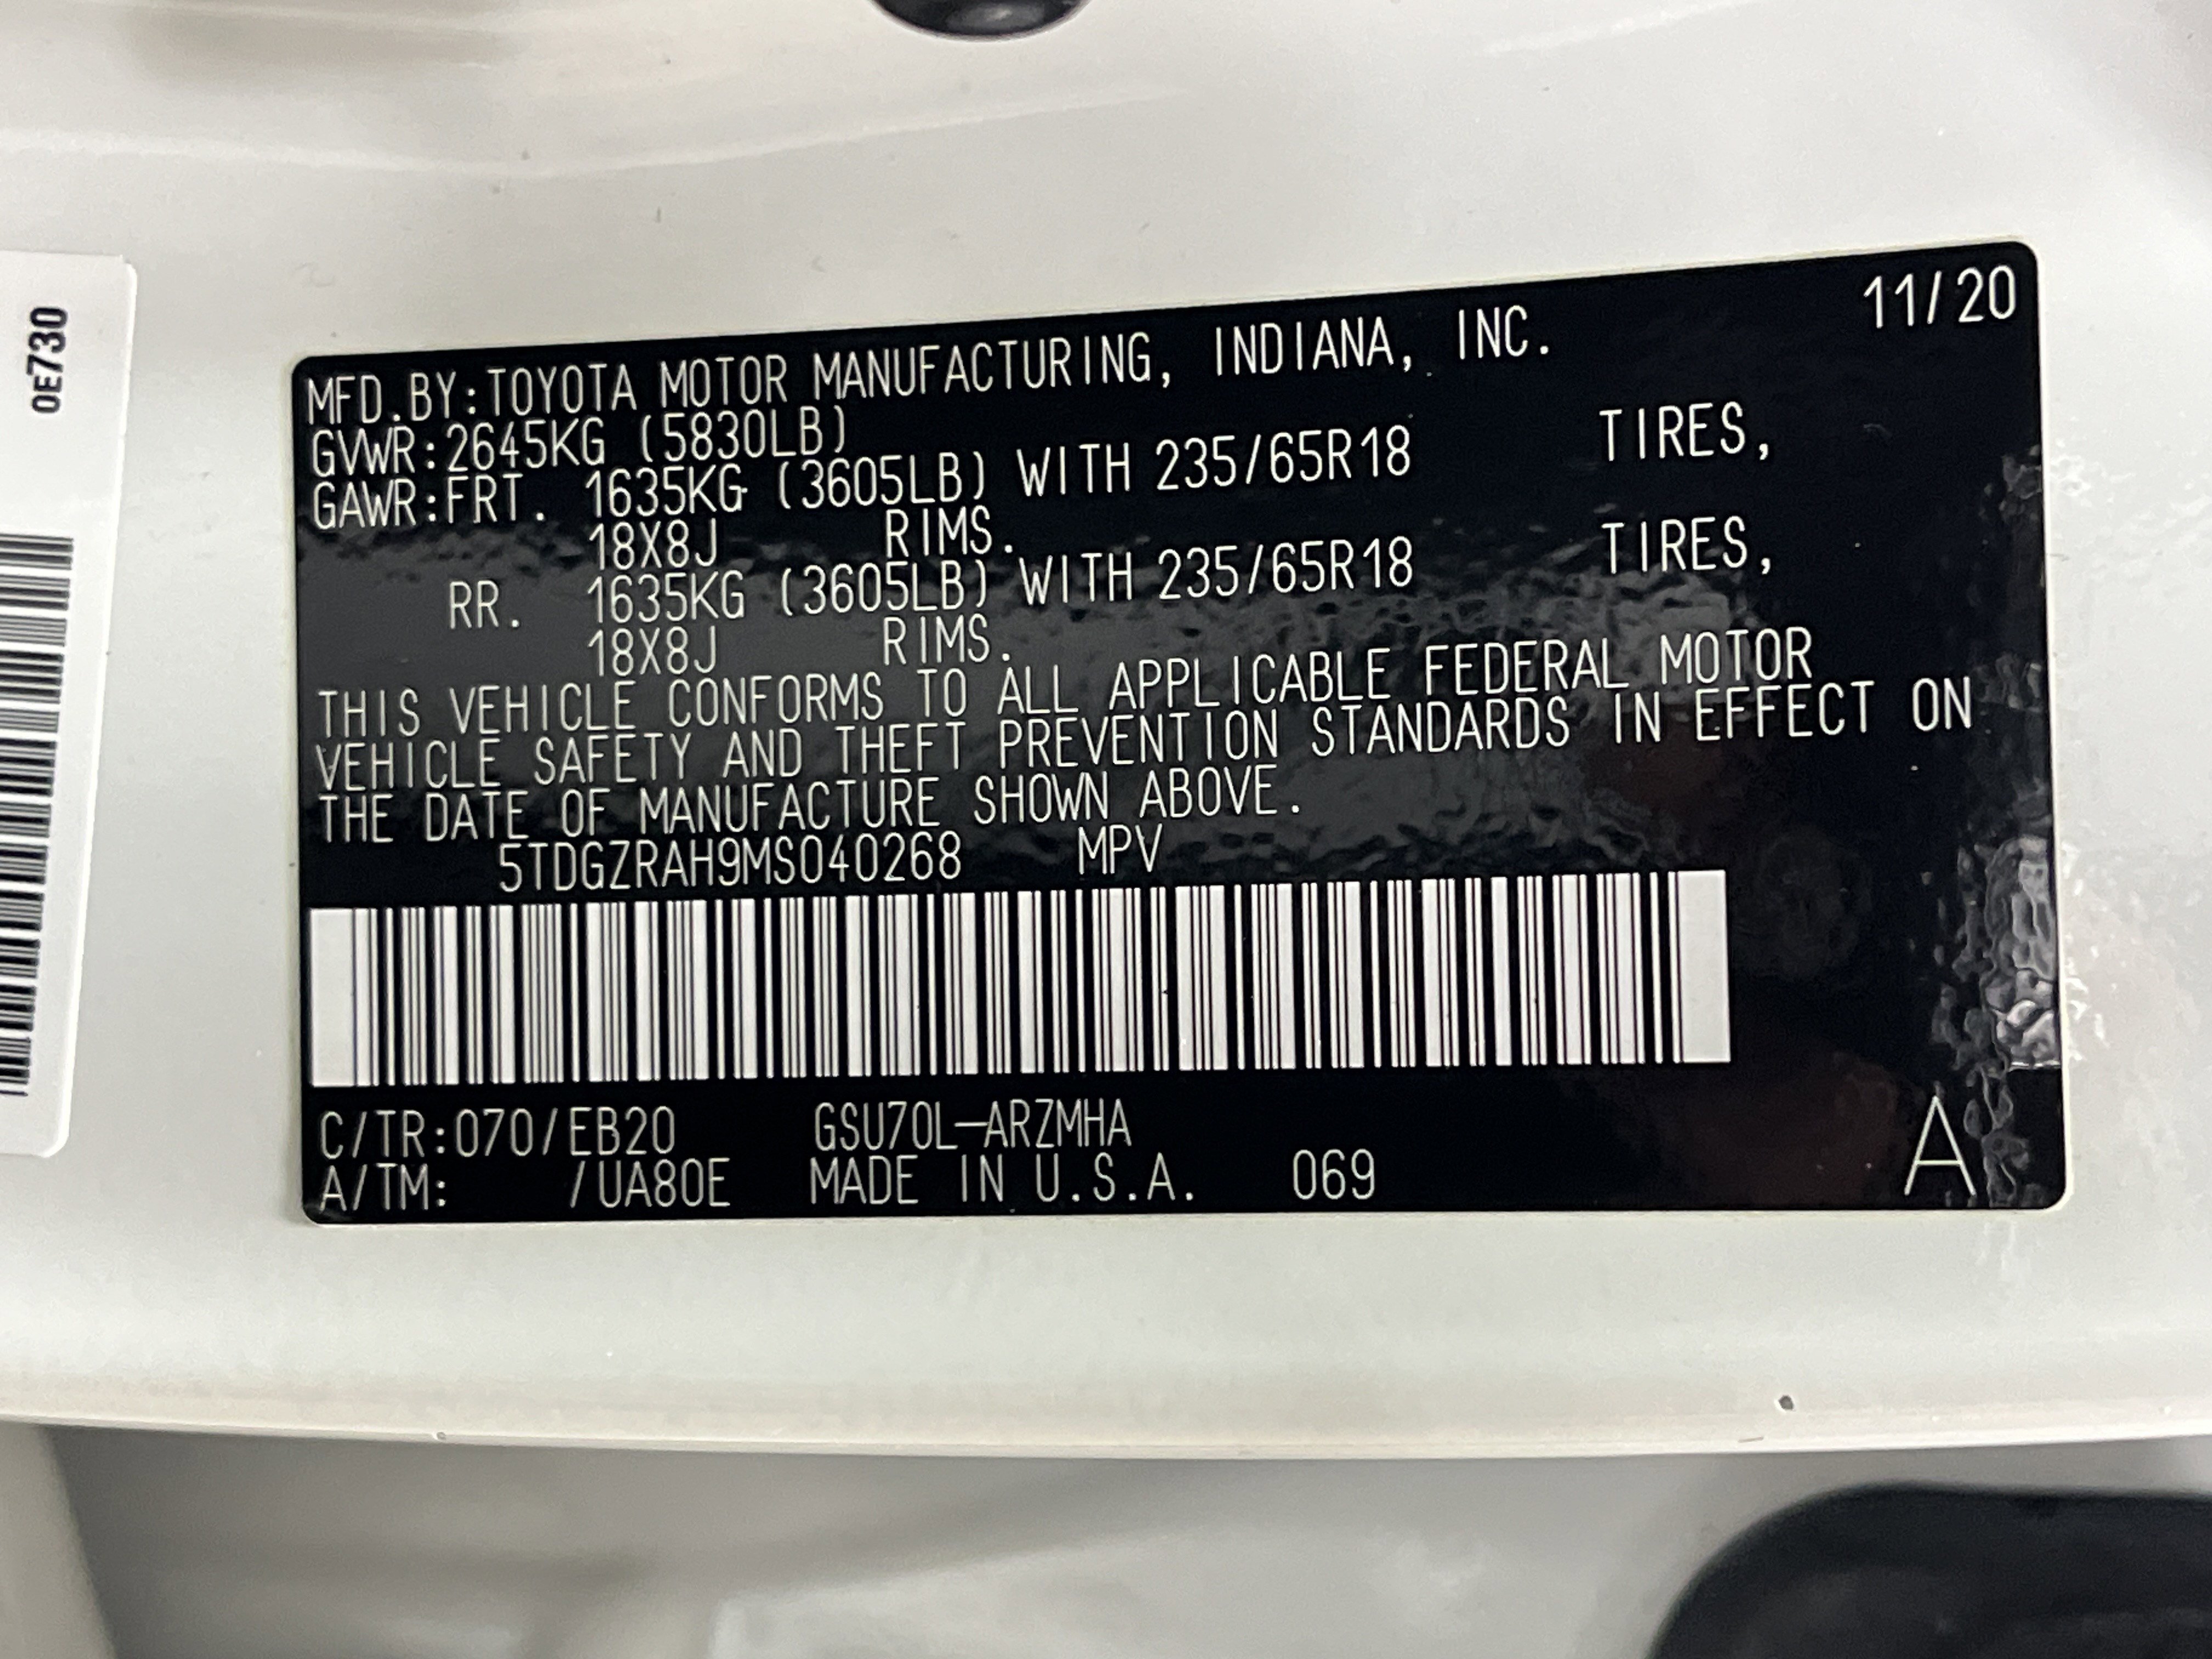 0E730
11/20
MFD.BY:TOYOTA MOTOR MANUFACTURING, INDIANA, INC.
GVWR:2645KG (5830LB)
GAWR:FRT. 1635KG (3605LB) WITH 235/65R18 TIRES,
18X8J RIMS.
RR. 1635KG (3605LB) WITH 235/65R18 TIRES,
18X8J RIMS.
THIS VEHICLE CONFORMS TO ALL APPLICABLE FEDERAL MOTOR
VEHICLE SAFETY AND THEFT PREVENTION STANDARDS IN EFFECT ON
THE DATE OF MANUFACTURE SHOWN ABOVE.
5TDGZRAH9MS040268 MPV
C/TR:070/EB20 GSU70L-ARZMHA
A/TM: /UA80E MADE IN U.S.A. 069 A